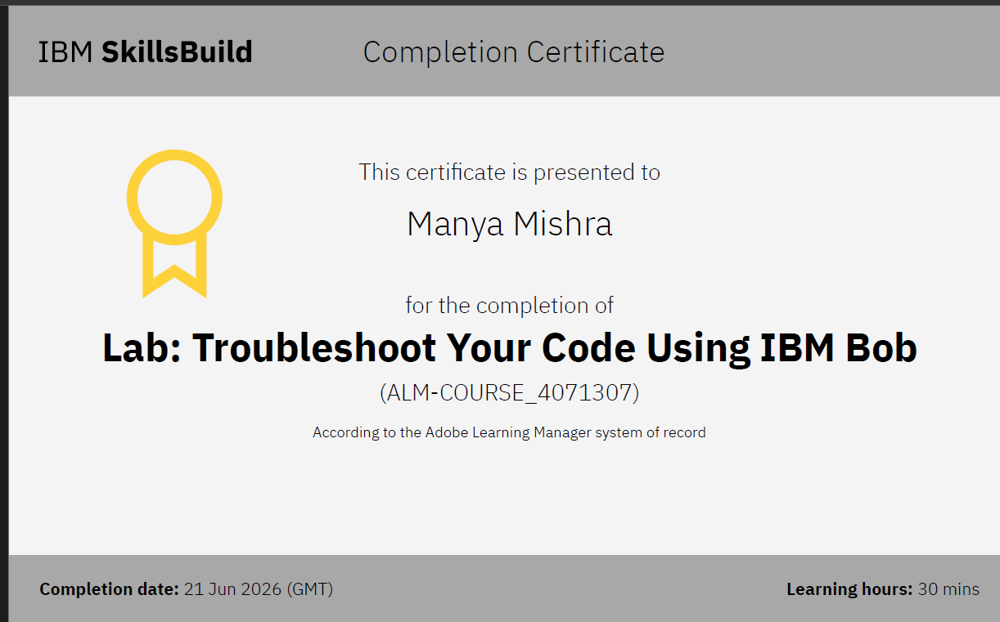 IBM SkillsBuild
Completion Certificate
This certificate is presented to
Manya Mishra
for the completion of
Lab: Troubleshoot Your Code Using IBM Bob
(ALM-COURSE_4071307)
According to the Adobe Learning Manager system of record
Completion date: 21 Jun 2026 (GMT)
Learning hours: 30 mins